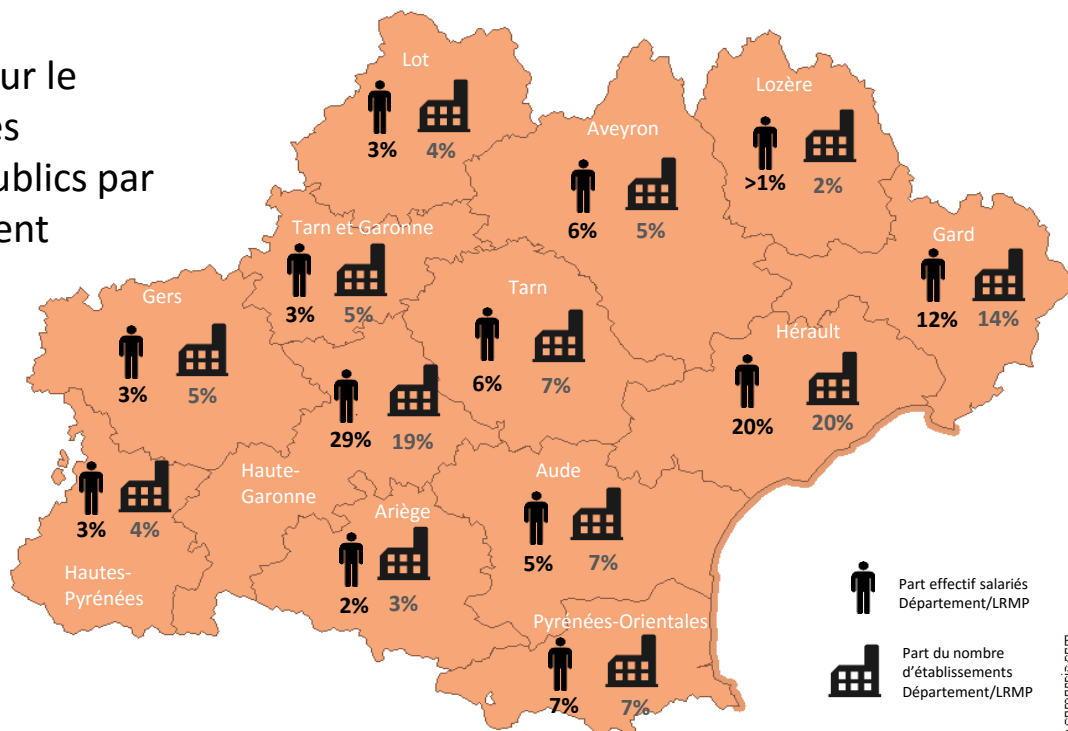 ur le
es
ublics par
ent
Lot
3% 4%
Aveyron
6% 5%
Lozère
>1% 2%
Gard
12% 14%
Tarn et Garonne
3% 5%
Gers
3% 5%
Tarn
6% 7%
Hérault
20% 20%
29% 19%
Haute-
Garonne
3% 4%
Hautes-
Pyrénées
Ariège
2% 3%
Aude
5% 7%
Pyrénées-Orientales
7% 7%
Part effectif salariés
Département/LRMP
Part du nombre
d’établissements
Département/LRMP